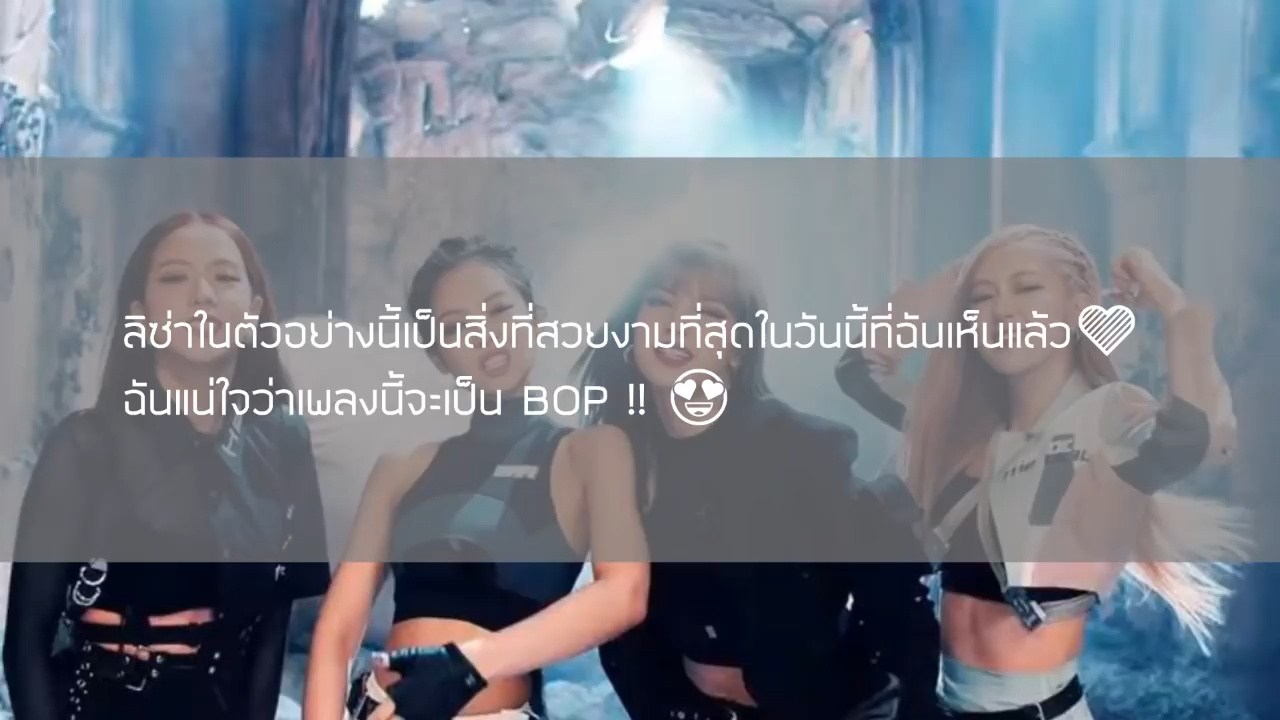 ลิซ่าในตัวอย่างนี้เป็นสิ่งที่สวยงามที่สุดในวันนี้ที่ฉันเห็นแล้ว💜
ฉันแน่ใจว่าเพลงนี้จะเป็น BOP !! 😍